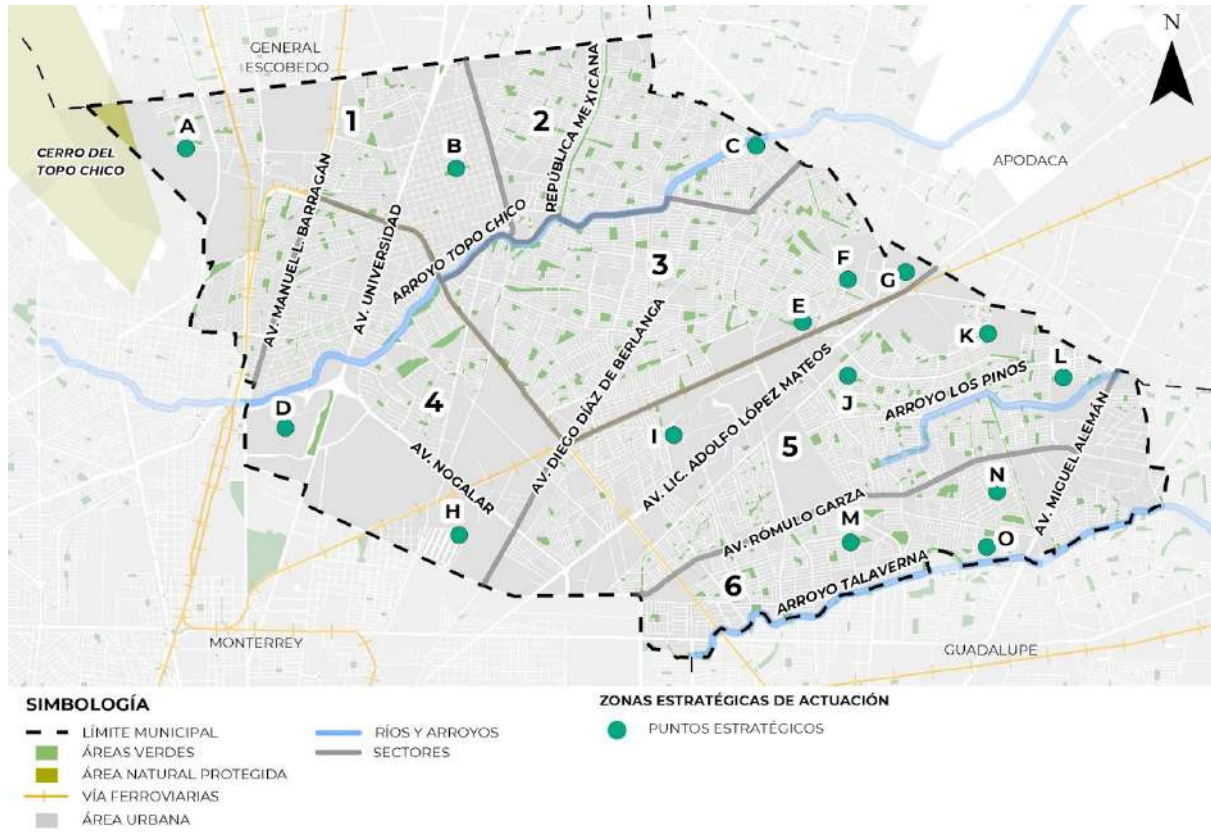 N
GENERAL
ESCOBEDO
A
1
2
REPÚBLICA MEXICANA
B
C
CERRO DEL
TOPO CHICO
APODACA
AV. MANUEL L. BARRAGÁN
AV. UNIVERSIDAD
ARROYO TOPO CHICO
3
F
G
E
AV. DIEGO DÍAZ DE BERLANGA
K
L
AV. LIC. ADOLFO LÓPEZ MATEOS
J
ARROYO LOS PINOS
4
D
I
5
AV. MIGUEL ALEMÁN
AV. NOGALAR
N
H
AV. RÓMULO GARZA
M
O
6
ARROYO TALAVERNA
MONTERREY
GUADALUPE
SIMBOLOGÍA
LÍMITE MUNICIPAL
ÁREAS VERDES
ÁREA NATURAL PROTEGIDA
VÍA FERROVIARIAS
ÁREA URBANA
RÍOS Y ARROYOS
SECTORES
ZONAS ESTRATÉGICAS DE ACTUACIÓN
PUNTOS ESTRATÉGICOS